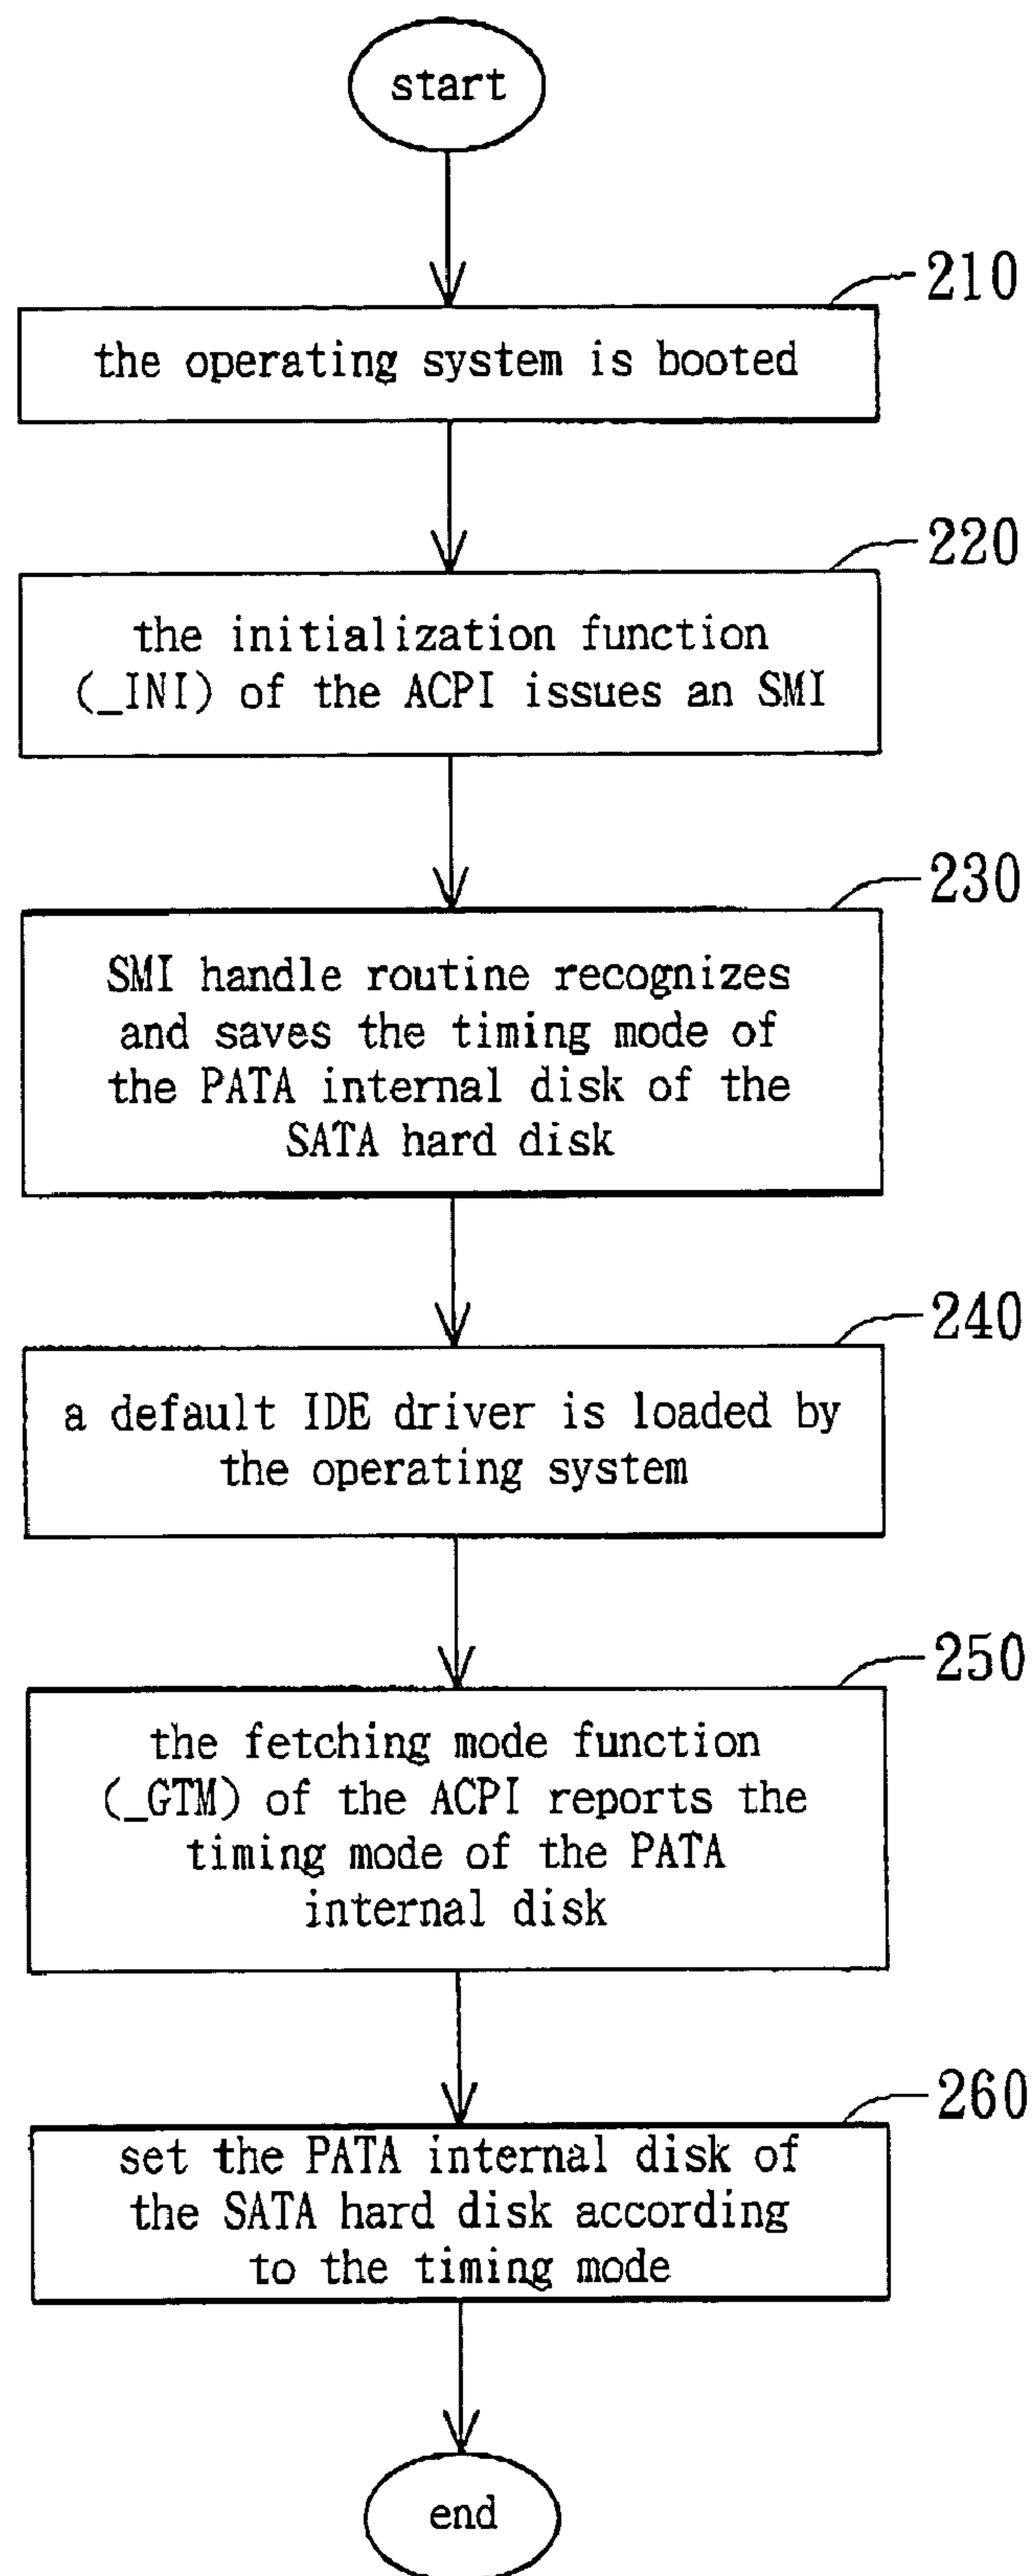 start
210
the operating system is booted
220
the initialization function
(_INI) of the ACPI issues an SMI
230
SMI handle routine recognizes
and saves the timing mode of
the PATA internal disk of the
SATA hard disk
240
a default IDE driver is loaded by
the operating system
250
the fetching mode function
(_GTM) of the ACPI reports the
timing mode of the PATA
internal disk
260
set the PATA internal disk of
the SATA hard disk according
to the timing mode
end